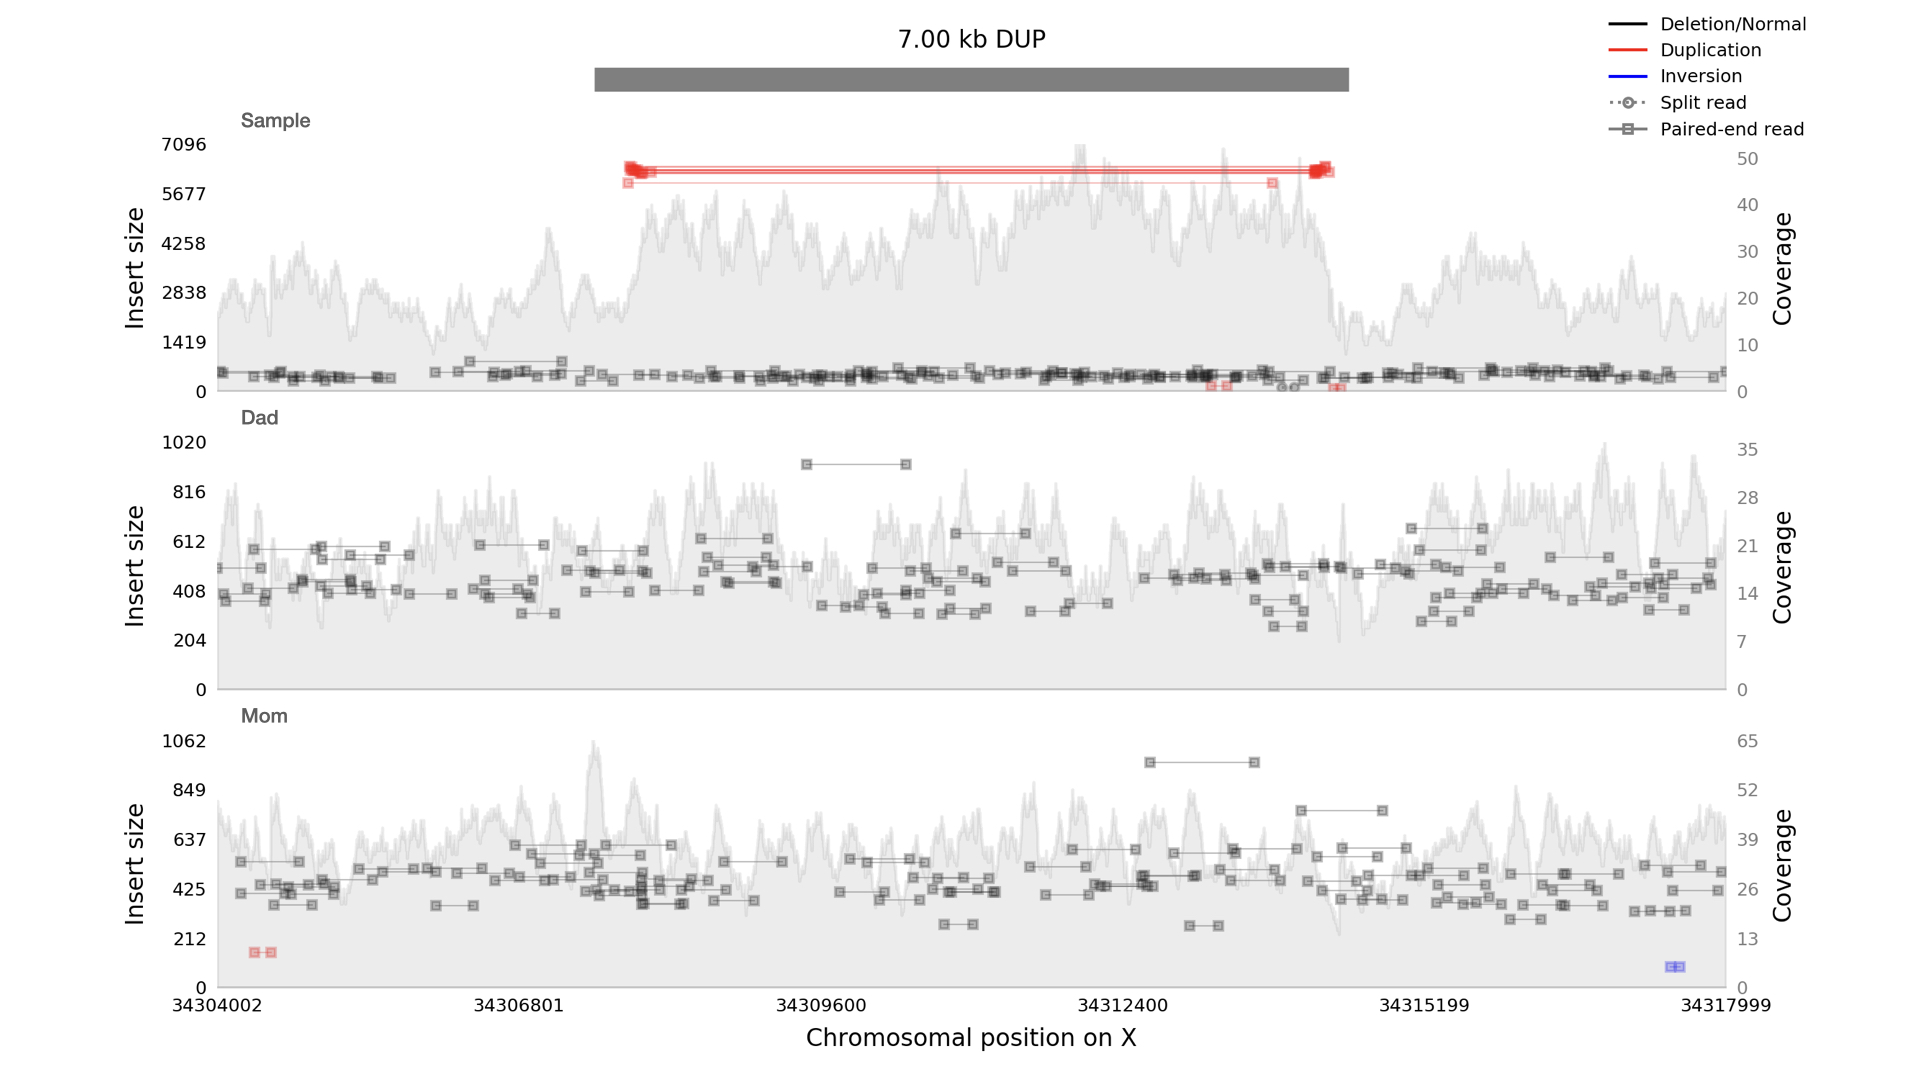 7.00 kb DUP
Deletion/Normal
Duplication
Inversion
Split read
Paired-end read
Sample
7096
5677
4258
2838
1419
0
Insert size
50
40
30
20
10
0
Coverage
Dad
1020
816
612
408
204
0
Insert size
35
28
21
14
7
0
Coverage
Mom
1062
849
637
425
212
0
Insert size
65
52
39
26
13
0
Coverage
34304002 34306801 34309600 34312400 34315199 34317999
Chromosomal position on X